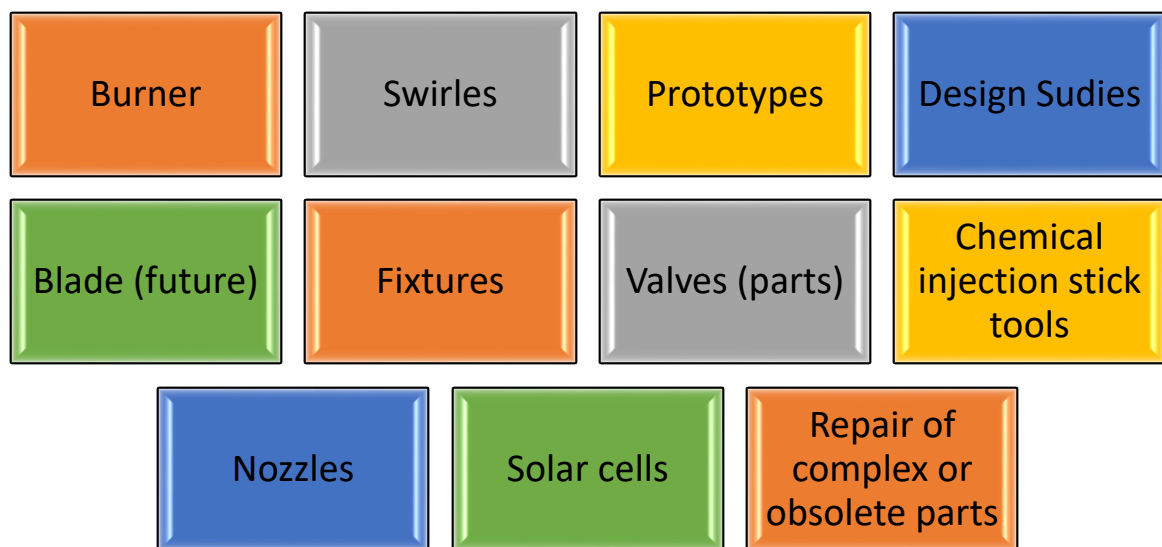 Burner
Swirles
Prototypes
Design Sudies
Blade (future)
Fixtures
Valves (parts)
Chemical
injection stick
tools
Nozzles
Solar cells
Repair of
complex or
obsolete parts